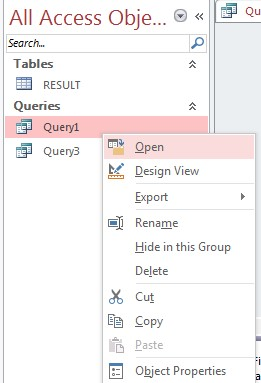 All Access Obje...
Qu
Search...
Tables
RESULT
Queries
Query1
Query3
Open
Design View
Export
Rename
Hide in this Group
Delete
Cut
Copy
Paste
Object Properties